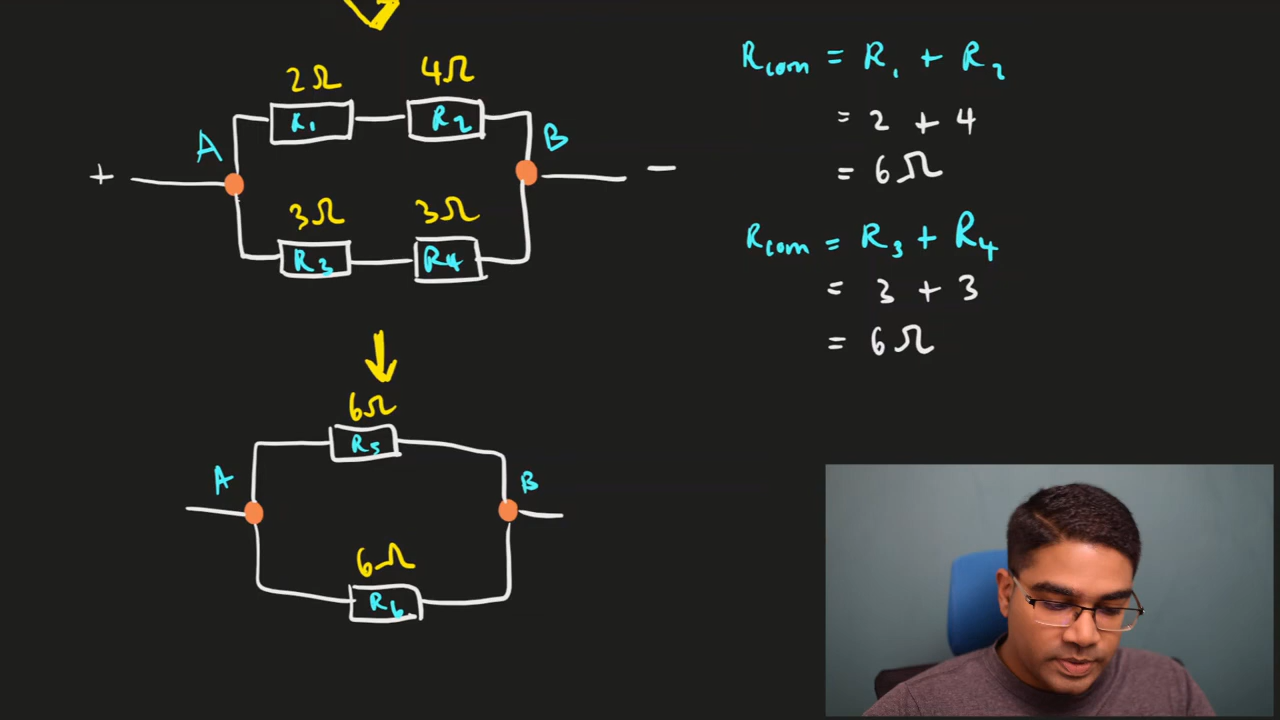 2Ω 4Ω
A R₁ R₂ B
+ −
3Ω 3Ω
R₃ R₄
6Ω
R₅
A B
6Ω
R₆
Rcom = R₁ + R₂
= 2 + 4
= 6Ω
Rcom = R₃ + R₄
= 3 + 3
= 6Ω